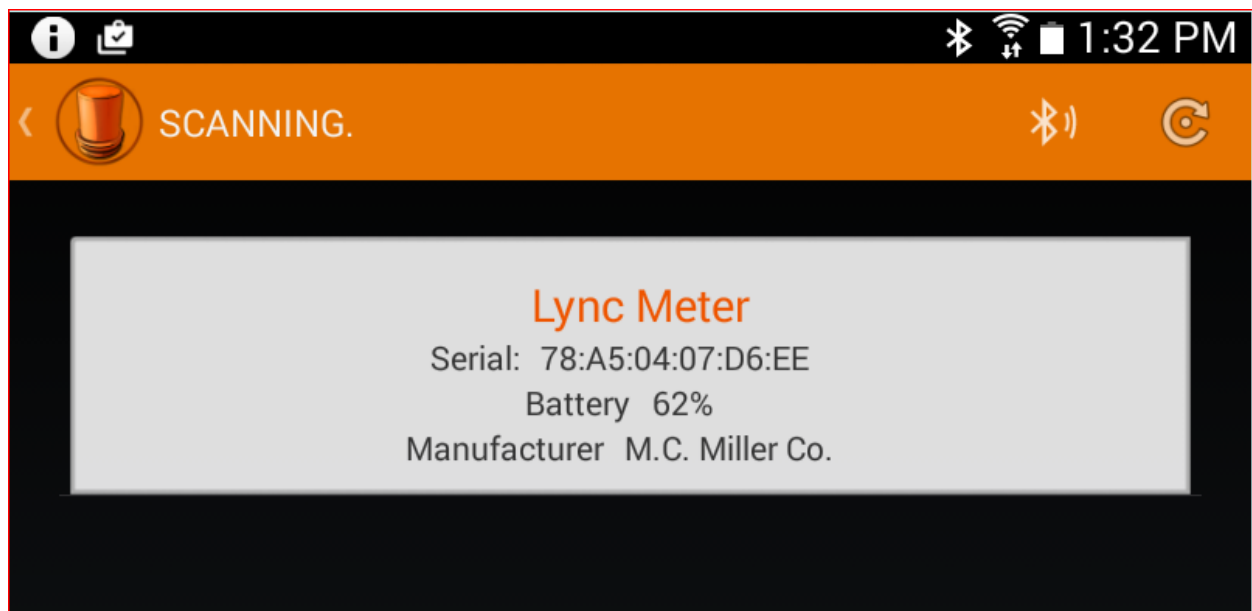 1:32 PM
SCANNING.
Lync Meter
Serial: 78:A5:04:07:D6:EE
Battery 62%
Manufacturer M.C. Miller Co.